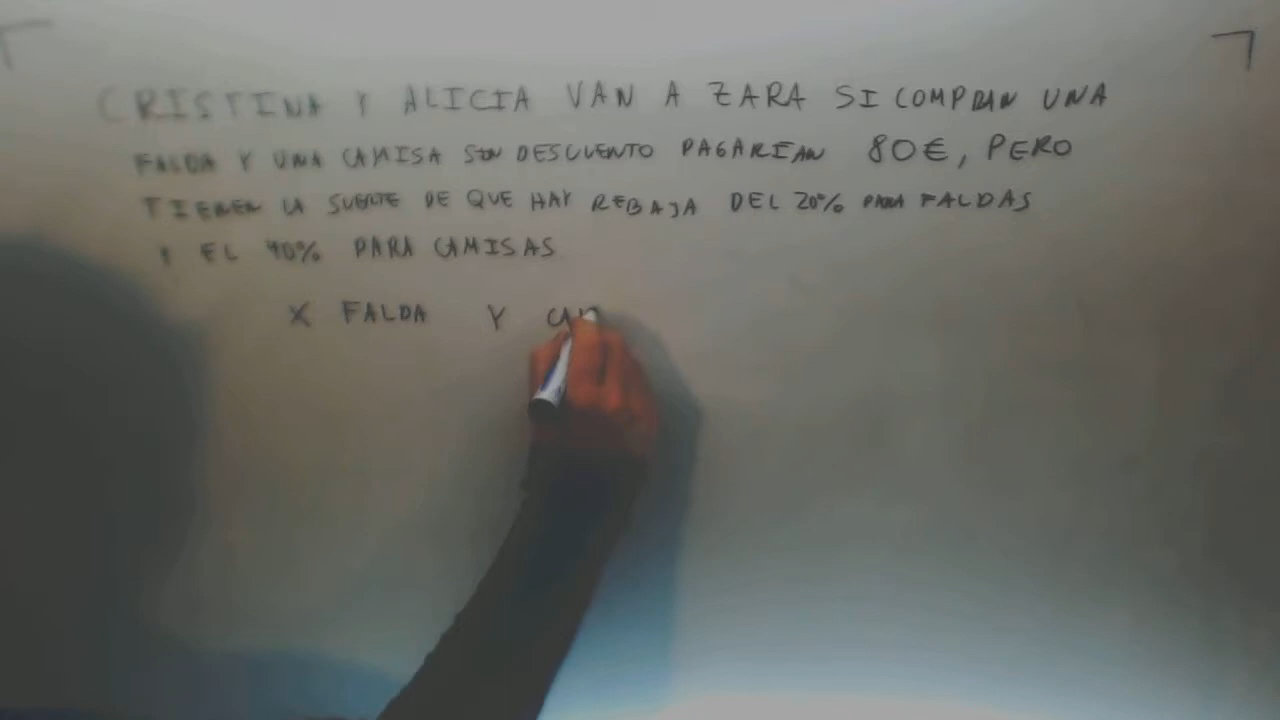 CRISTINA Y ALICIA VAN A ZARA SI COMPRAN UNA
FALDA Y UNA CAMISA SIN DESCUENTO PAGARIAN 80€, PERO
TIENEN LA SUERTE DE QUE HAY REBAJA DEL 20% PARA FALDAS
Y EL 40% PARA CAMISAS
X FALDA Y CAM